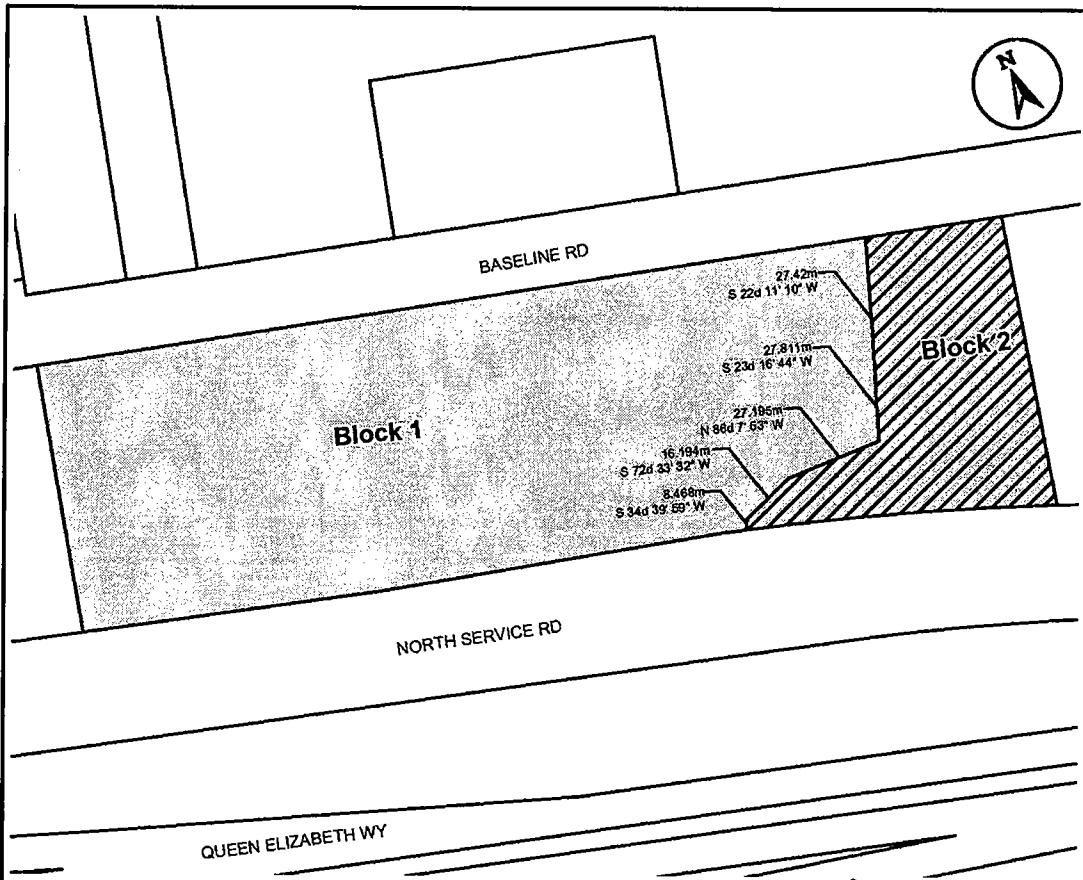 N
BASELINE RD
27.42m
S 22d 11' 10" W
Block 2
27.811m
S 23d 16' 44" W
27.195m
N 86d 7' 53" W
Block 1
16.194m
S 72d 33' 32" W
8.468m
S 34d 39' 59" W
NORTH SERVICE RD
QUEEN ELIZABETH WY